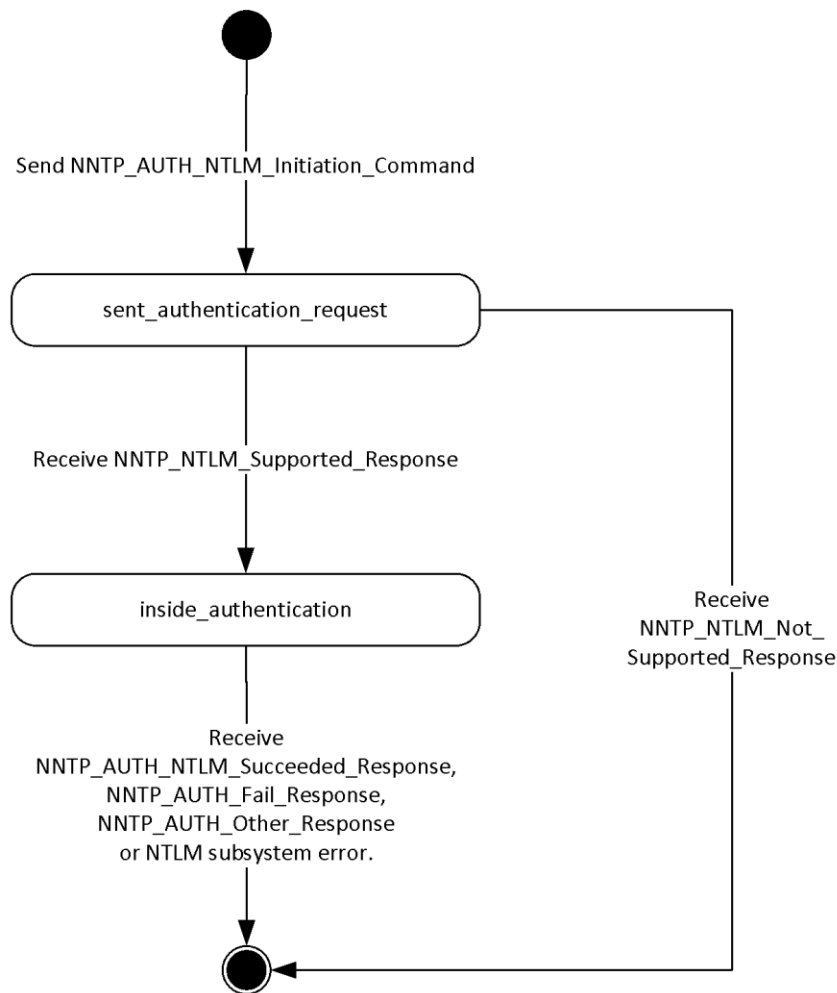 Send NNTP_AUTH_NTLM_Initiation_Command
sent_authentication_request
Receive NNTP_NTLM_Supported_Response
inside_authentication
Receive
NNTP_NTLM_Not_
Supported_Response
Receive
NNTP_AUTH_NTLM_Succeeded_Response,
NNTP_AUTH_Fail_Response,
NNTP_AUTH_Other_Response
or NTLM subsystem error.